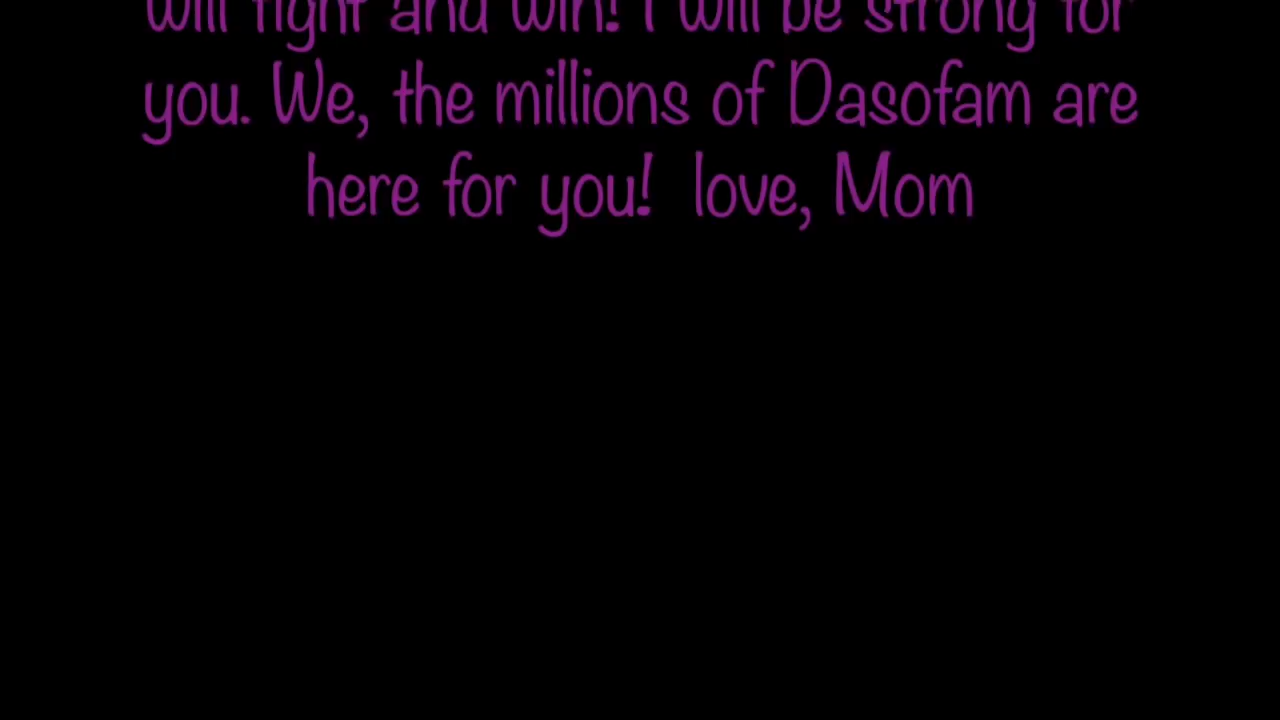 will fight and win! I will be strong for
you. We, the millions of Dasofam are
here for you! love, Mom